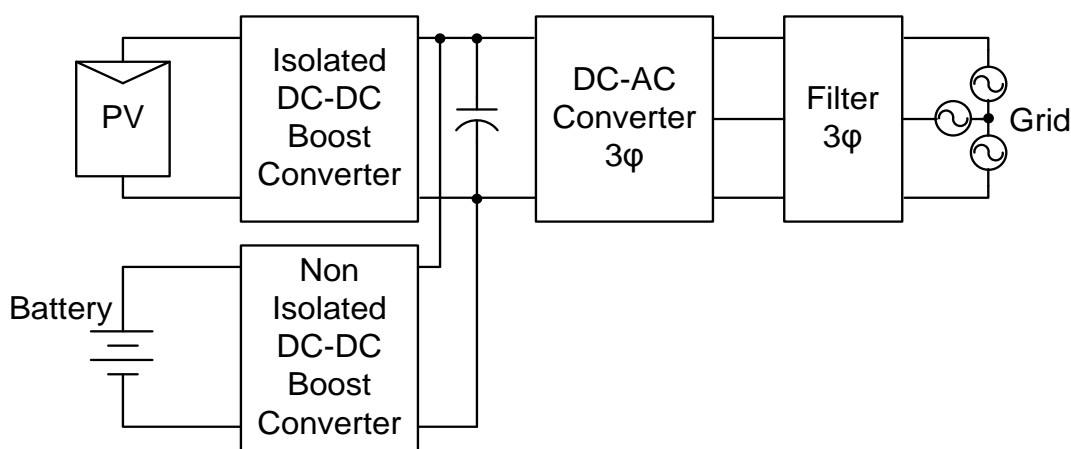 PV
Isolated
DC-DC
Boost
Converter
DC-AC
Converter
3φ
Filter
3φ
Grid
Battery
Non
Isolated
DC-DC
Boost
Converter